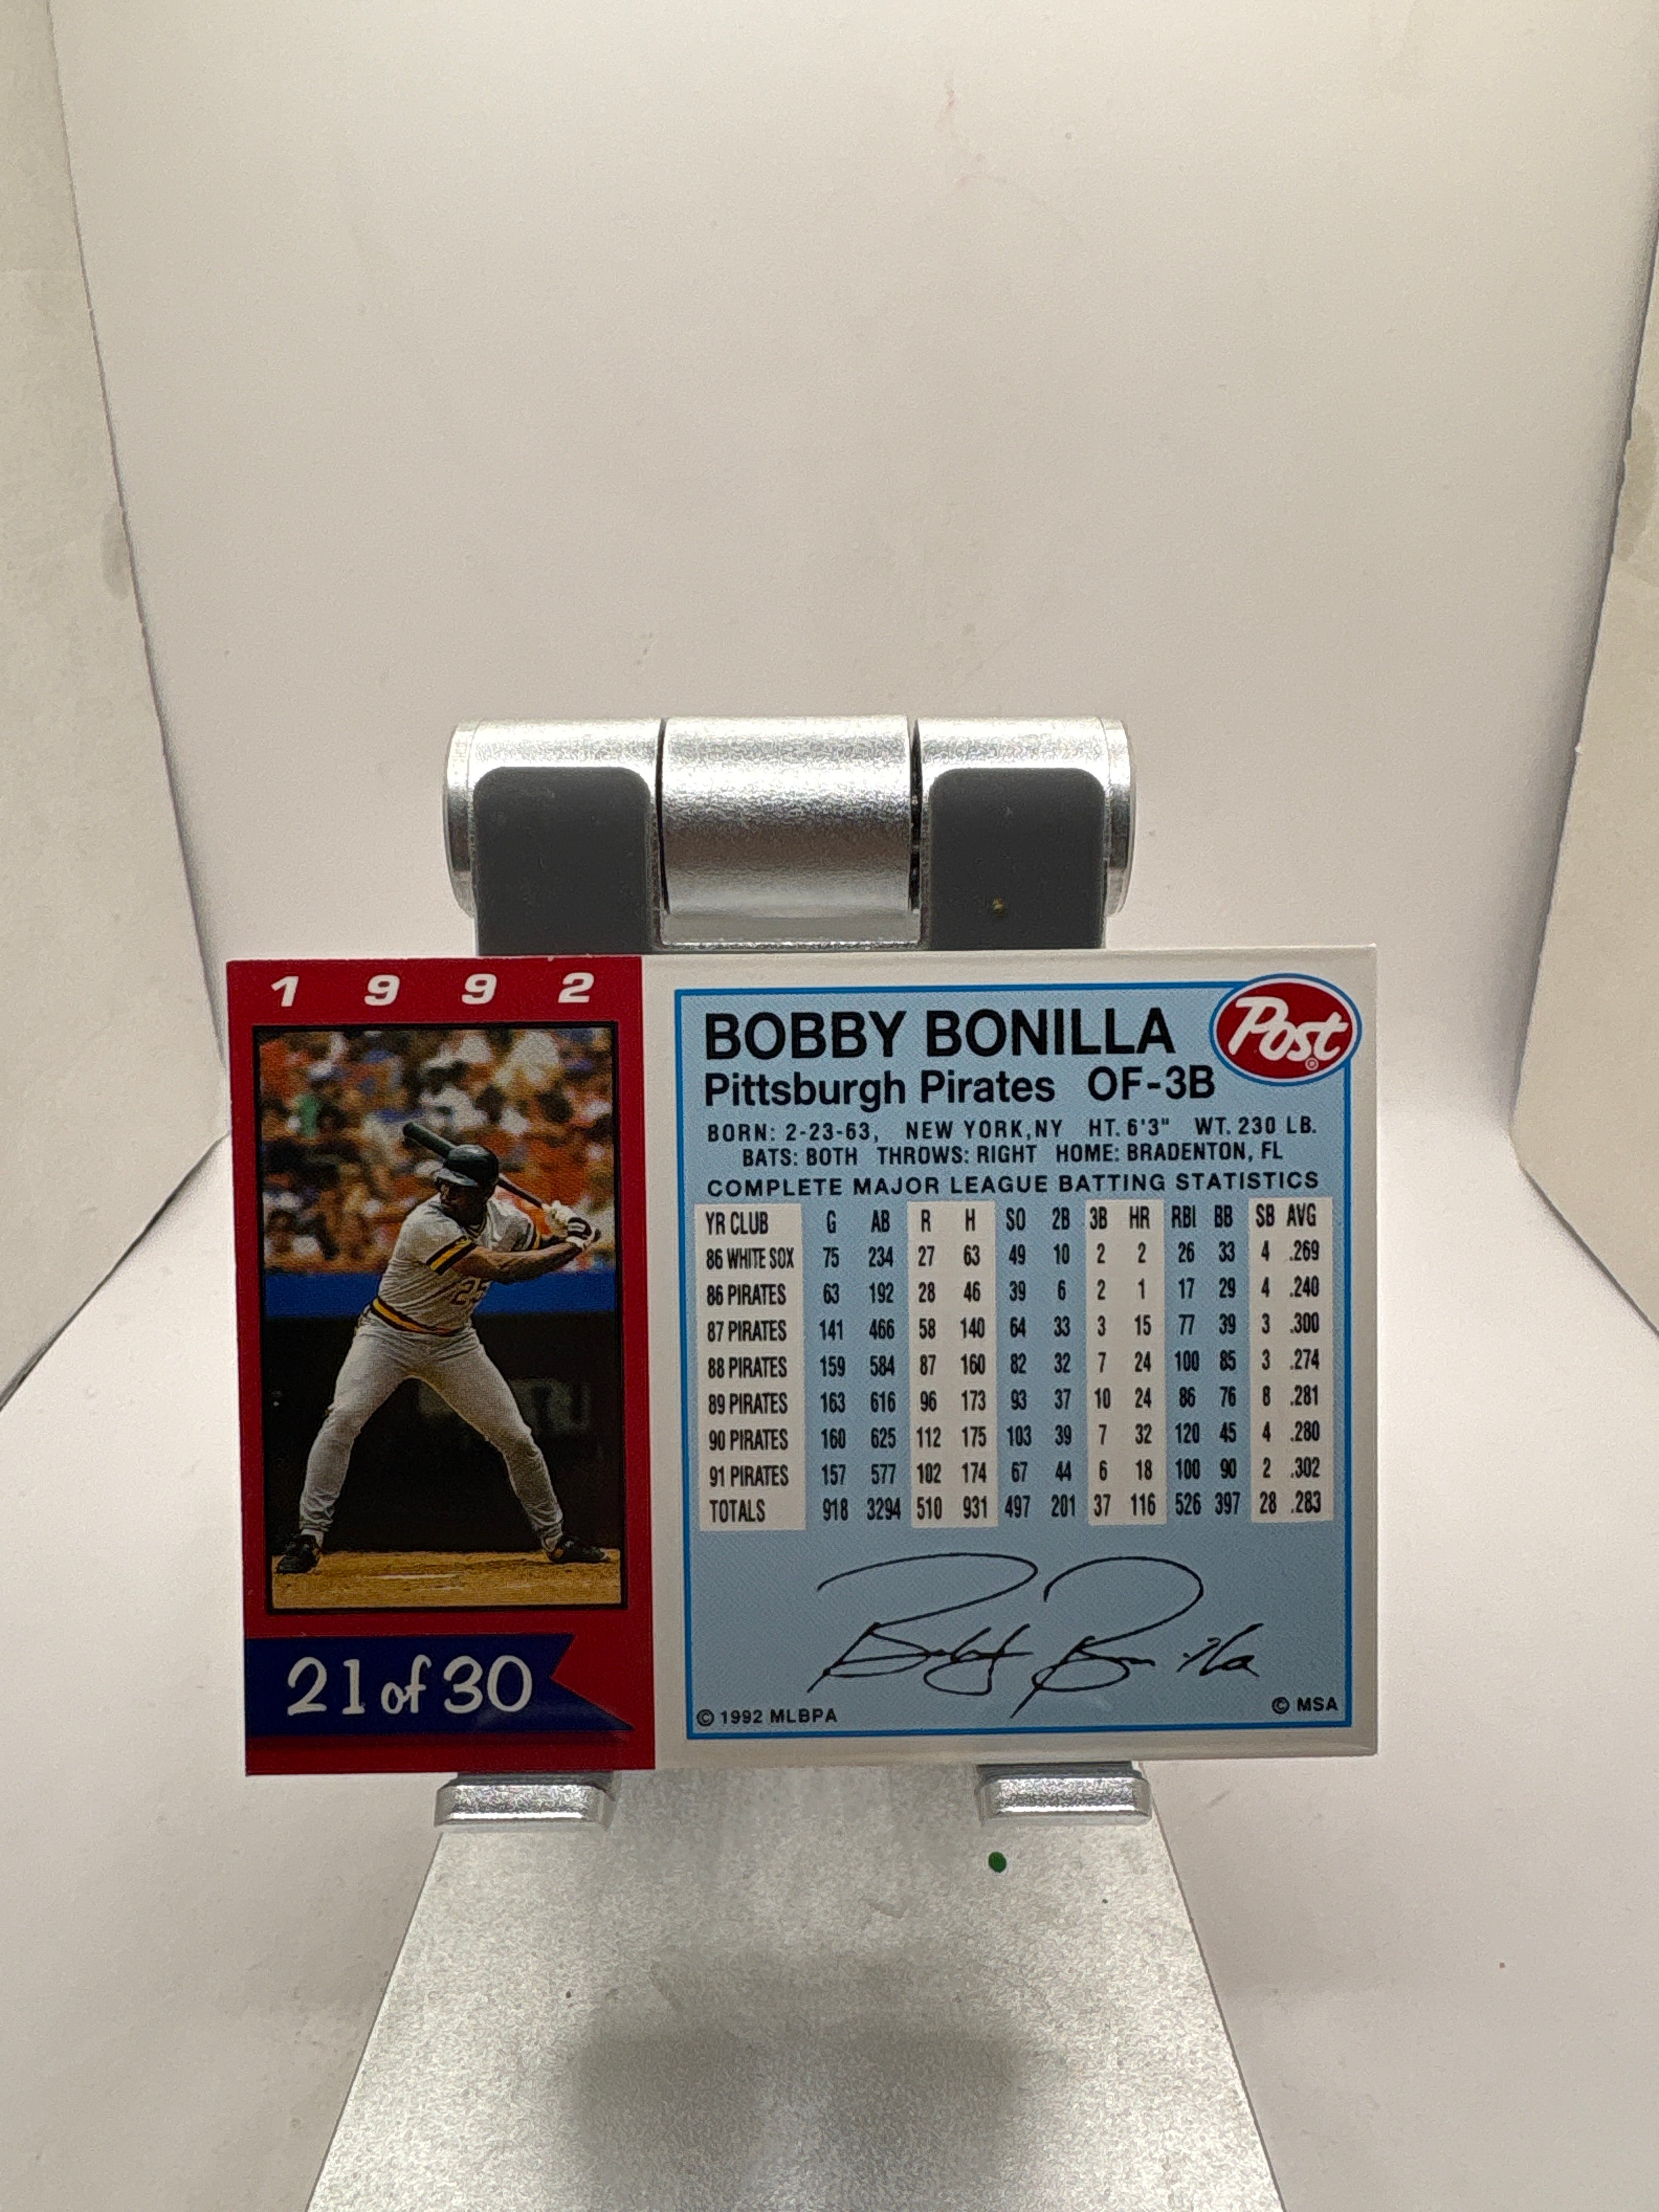 1 9 9 2
21 of 30
BOBBY BONILLA
Post®
Pittsburgh Pirates OF-3B
BORN: 2-23-63, NEW YORK,NY HT. 6'3" WT. 230 LB.
BATS: BOTH THROWS: RIGHT HOME: BRADENTON, FL
COMPLETE MAJOR LEAGUE BATTING STATISTICS
YR CLUB G AB R H SO 2B 3B HR RBI BB SB AVG
86 WHITE SOX 75 234 27 63 49 10 2 2 26 33 4 .269
86 PIRATES 63 192 28 46 39 6 2 1 17 29 4 .240
87 PIRATES 141 466 58 140 64 33 3 15 77 39 3 .300
88 PIRATES 159 584 87 160 82 32 7 24 100 85 3 .274
89 PIRATES 163 616 96 173 93 37 10 24 86 76 8 .281
90 PIRATES 160 625 112 175 103 39 7 32 120 45 4 .280
91 PIRATES 157 577 102 174 67 44 6 18 100 90 2 .302
TOTALS 918 3294 510 931 497 201 37 116 526 397 28 .283
Bobby Bonilla
© 1992 MLBPA
© MSA